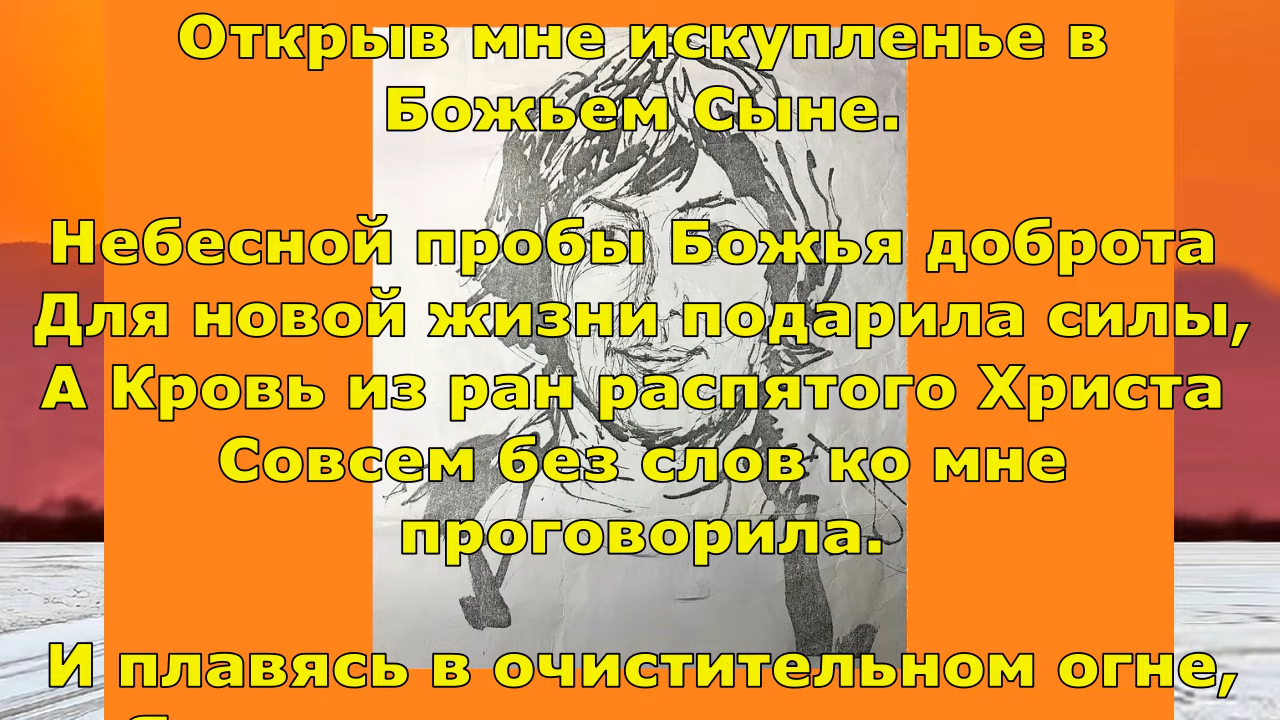 Открыв мне искупленье в
Божьем Сыне.
Небесной пробы Божья доброта
Для новой жизни подарила силы,
А Кровь из ран распятого Христа
Совсем без слов ко мне
проговорила.
И плавясь в очистительном огне,